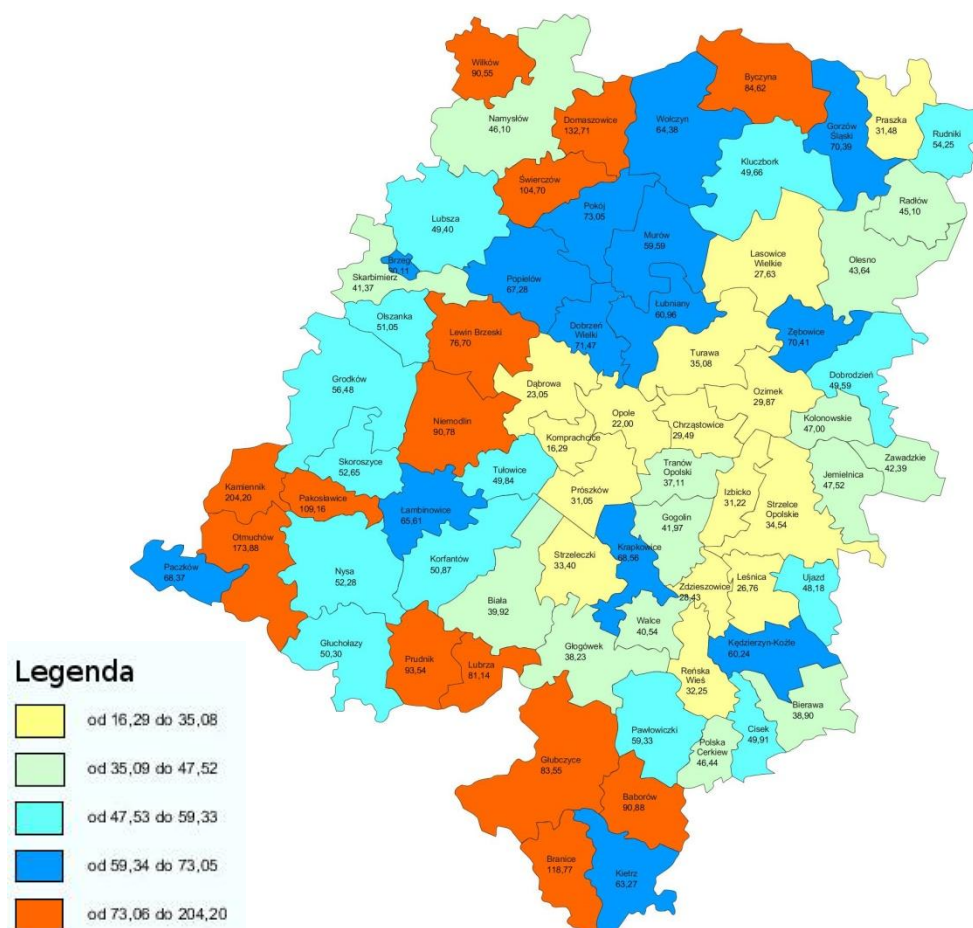 Wilków
90,55
Namysłów
46,10
Domaszowice
132,71
Wołczyn
64,38
Byczyna
84,62
Gorzów
Śląski
70,39
Praszka
31,48
Rudniki
54,25
Kluczbork
49,66
Świerczów
104,70
Radłów
45,10
Lubsza
49,40
Pokój
73,05
Murów
59,59
Lasowice
Wielkie
27,63
Olesno
43,64
Brzeg
Skarbimierz
41,37
Popielów
67,28
Olszanka
51,05
Łubniany
60,96
Lewin Brzeski
76,70
Dobrzeń
Wielki
71,47
Zębowice
70,41
Turawa
35,08
Dobrodzień
49,59
Grodków
56,48
Dąbrowa
23,05
Ozimek
29,87
Opole
22,00
Niemodlin
90,78
Chrząstowice
29,49
Kolonowskie
47,00
Komprachcice
16,29
Zawadzkie
42,39
Skoroszyce
52,65
Tułowice
49,84
Tranów
Opolski
37,11
Jemielnica
47,52
Kamiennik
204,20
Pakosławice
109,16
Prószków
31,05
Izbicko
31,22
Strzelce
Opolskie
34,54
Łambinowice
65,61
Gogolin
41,97
Otmuchów
173,88
Korfantów
50,87
Krapkowice
68,56
Strzeleczki
33,40
Paczków
68,37
Nysa
52,28
Zdzieszowice
28,43
Leśnica
26,76
Ujazd
48,18
Biała
39,92
Walce
40,54
Głuchołazy
50,30
Głogówek
38,23
Kędzierzyn-Koźle
60,24
Prudnik
93,54
Lubrza
81,14
Reńska
Wieś
32,25
Bierawa
38,90
Pawłowiczki
59,33
Cisek
49,91
Polska
Cerkiew
46,44
Głubczyce
83,55
Baborów
90,88
Branice
118,77
Kietrz
63,27
Legenda
od 16,29 do 35,08
od 35,09 do 47,52
od 47,53 do 59,33
od 59,34 do 73,05
od 73,06 do 204,20